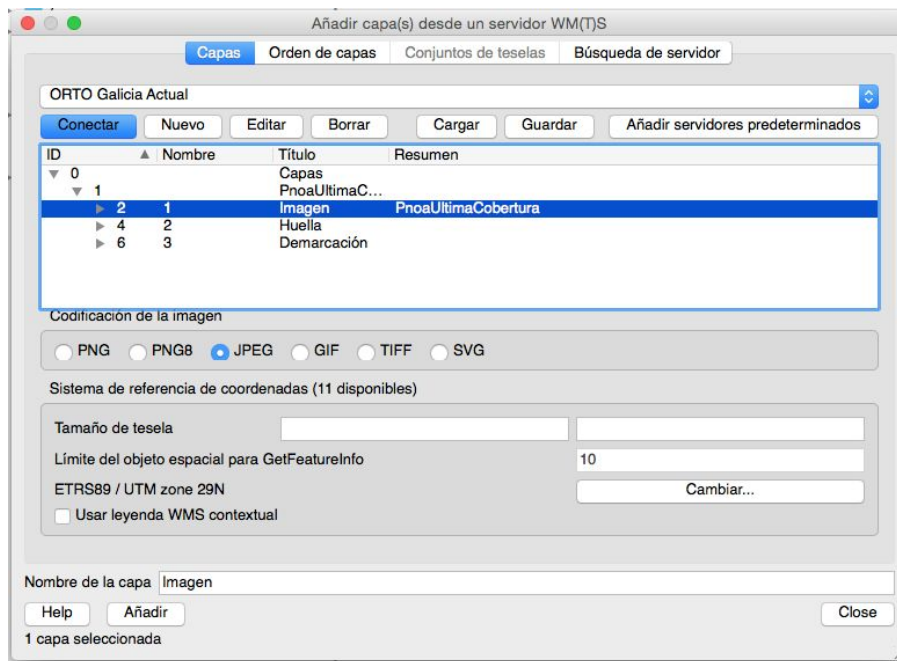 Añadir capa(s) desde un servidor WM(T)S
Capas Orden de capas Conjuntos de teselas Búsqueda de servidor
ORTO Galicia Actual
Conectar Nuevo Editar Borrar Cargar Guardar Añadir servidores predeterminados
ID Nombre Título Resumen
0 Capas
1 PnoaUltimaC...
2 1 Imagen PnoaUltimaCobertura
4 2 Huella
6 3 Demarcación
Codificación de la imagen
PNG PNG8 JPEG GIF TIFF SVG
Sistema de referencia de coordenadas (11 disponibles)
Tamaño de tesela
Límite del objeto espacial para GetFeatureInfo 10
ETRS89 / UTM zone 29N Cambiar...
Usar leyenda WMS contextual
Nombre de la capa Imagen
Help Añadir Close
1 capa seleccionada